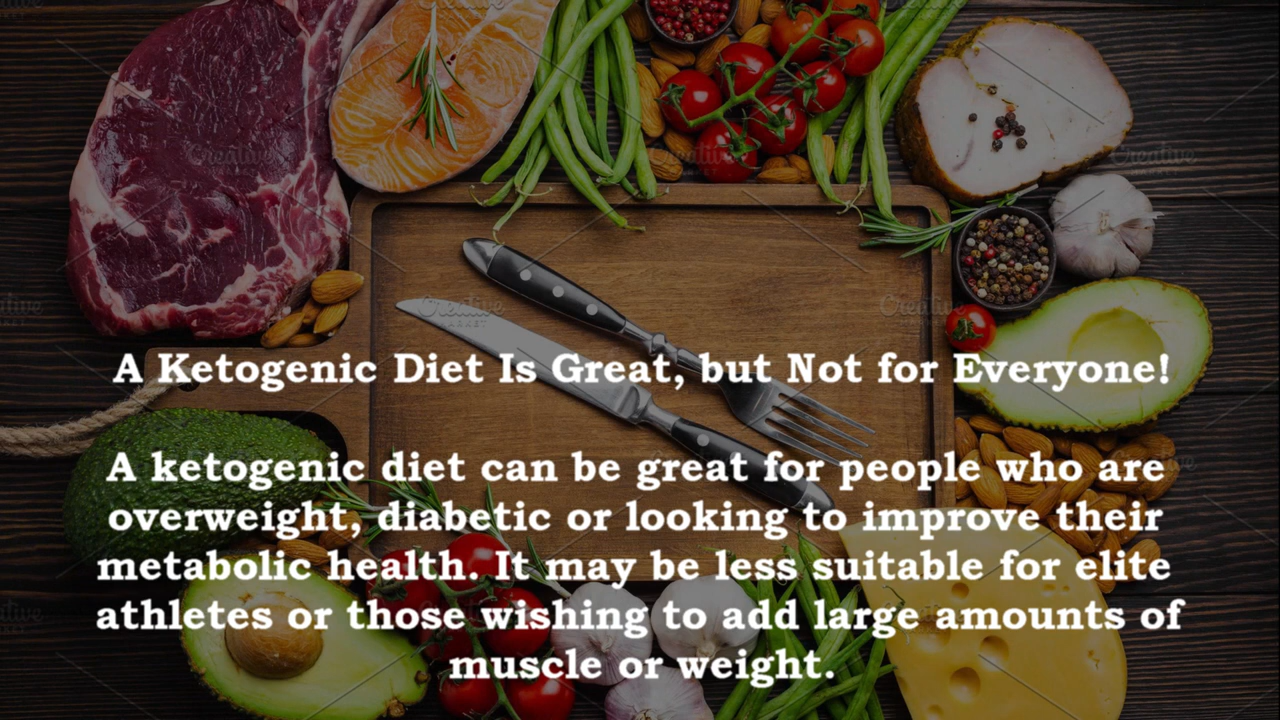 A Ketogenic Diet Is Great, but Not for Everyone!
A ketogenic diet can be great for people who are
overweight, diabetic or looking to improve their
metabolic health. It may be less suitable for elite
athletes or those wishing to add large amounts of
muscle or weight.